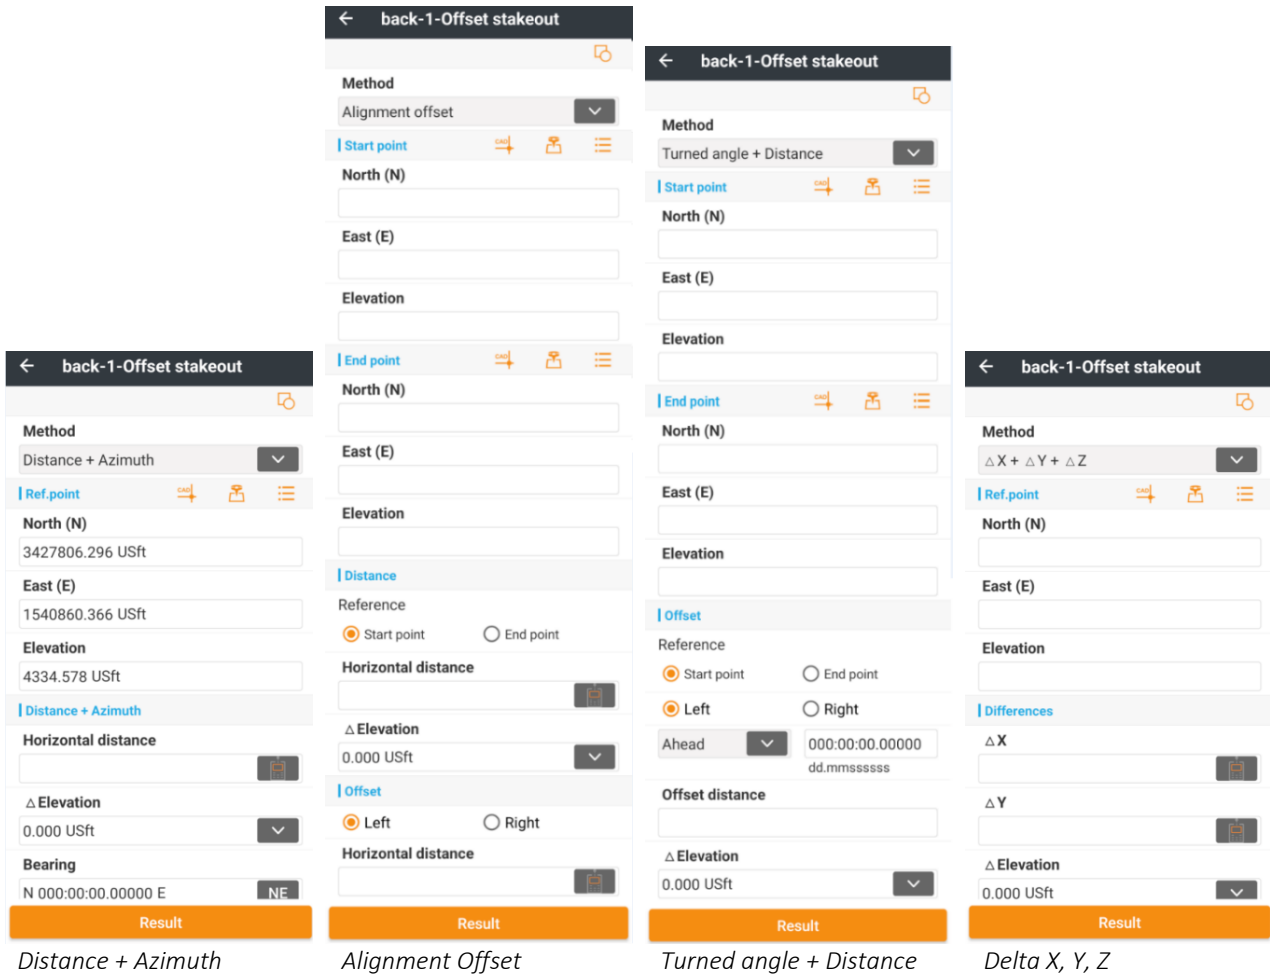 back-1-Offset stakeout
Method
Distance + Azimuth
Ref.point
CAD
North (N)
3427806.296 USft
East (E)
1540860.366 USft
Elevation
4334.578 USft
Distance + Azimuth
Horizontal distance
△ Elevation
0.000 USft
Bearing
N 000:00:00.00000 E
NE
Result
Distance + Azimuth
back-1-Offset stakeout
Method
Alignment offset
Start point
CAD
North (N)
East (E)
Elevation
End point
CAD
North (N)
East (E)
Elevation
Distance
Reference
Start point
End point
Horizontal distance
△ Elevation
0.000 USft
Offset
Left
Right
Horizontal distance
Result
Alignment Offset
back-1-Offset stakeout
Method
Turned angle + Distance
Start point
CAD
North (N)
East (E)
Elevation
End point
CAD
North (N)
East (E)
Elevation
Offset
Reference
Start point
End point
Left
Right
Ahead
000:00:00.00000
dd.mmssssss
Offset distance
△ Elevation
0.000 USft
Result
Turned angle + Distance
back-1-Offset stakeout
Method
△ X + △ Y + △ Z
Ref.point
CAD
North (N)
East (E)
Elevation
Differences
△ X
△ Y
△ Elevation
0.000 USft
Result
Delta X, Y, Z